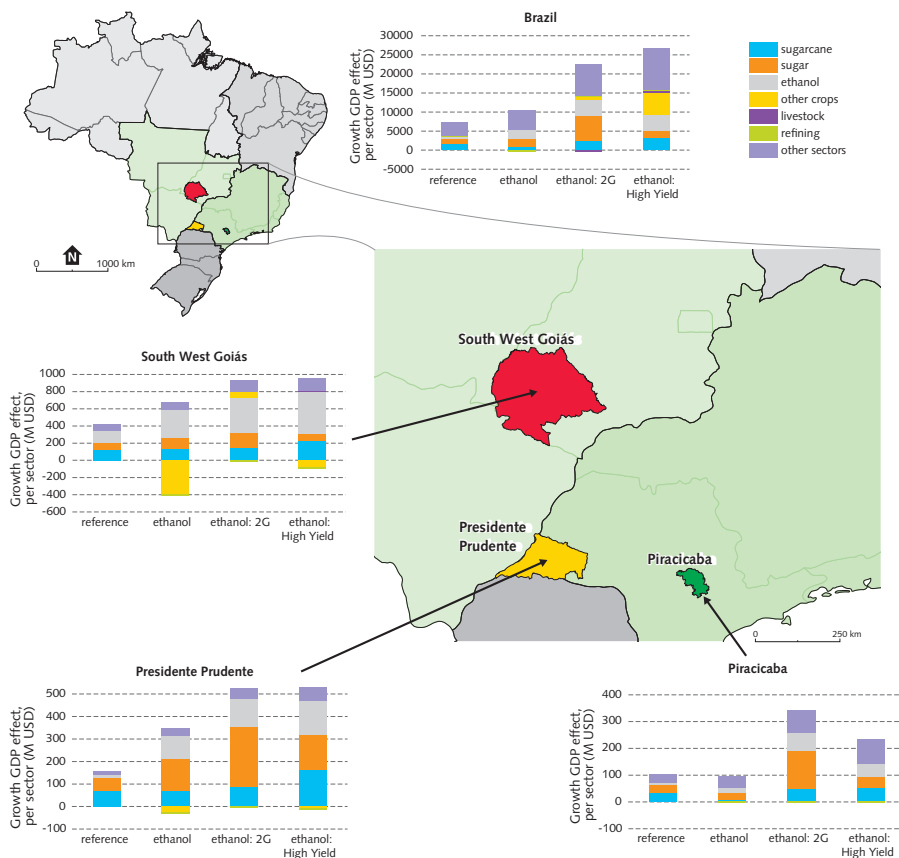 Brazil
Growth GDP effect,
per sector (M USD)
30000
25000
20000
15000
10000
5000
0
-5000
reference
ethanol
ethanol: 2G
ethanol:
High Yield
sugarcane
sugar
ethanol
other crops
livestock
refining
other sectors
N
0
1000 km
South West Goiás
Growth GDP effect,
per sector (M USD)
1000
800
600
400
200
0
-200
-400
-600
reference
ethanol
ethanol: 2G
ethanol:
High Yield
South West Goiás
Presidente
Prudente
Piracicaba
0
250 km
Presidente Prudente
Growth GDP effect,
per sector (M USD)
500
400
300
200
100
0
-100
reference
ethanol
ethanol: 2G
ethanol:
High Yield
Piracicaba
Growth GDP effect,
per sector (M USD)
400
300
200
100
0
-100
reference
ethanol
ethanol: 2G
ethanol:
High Yield